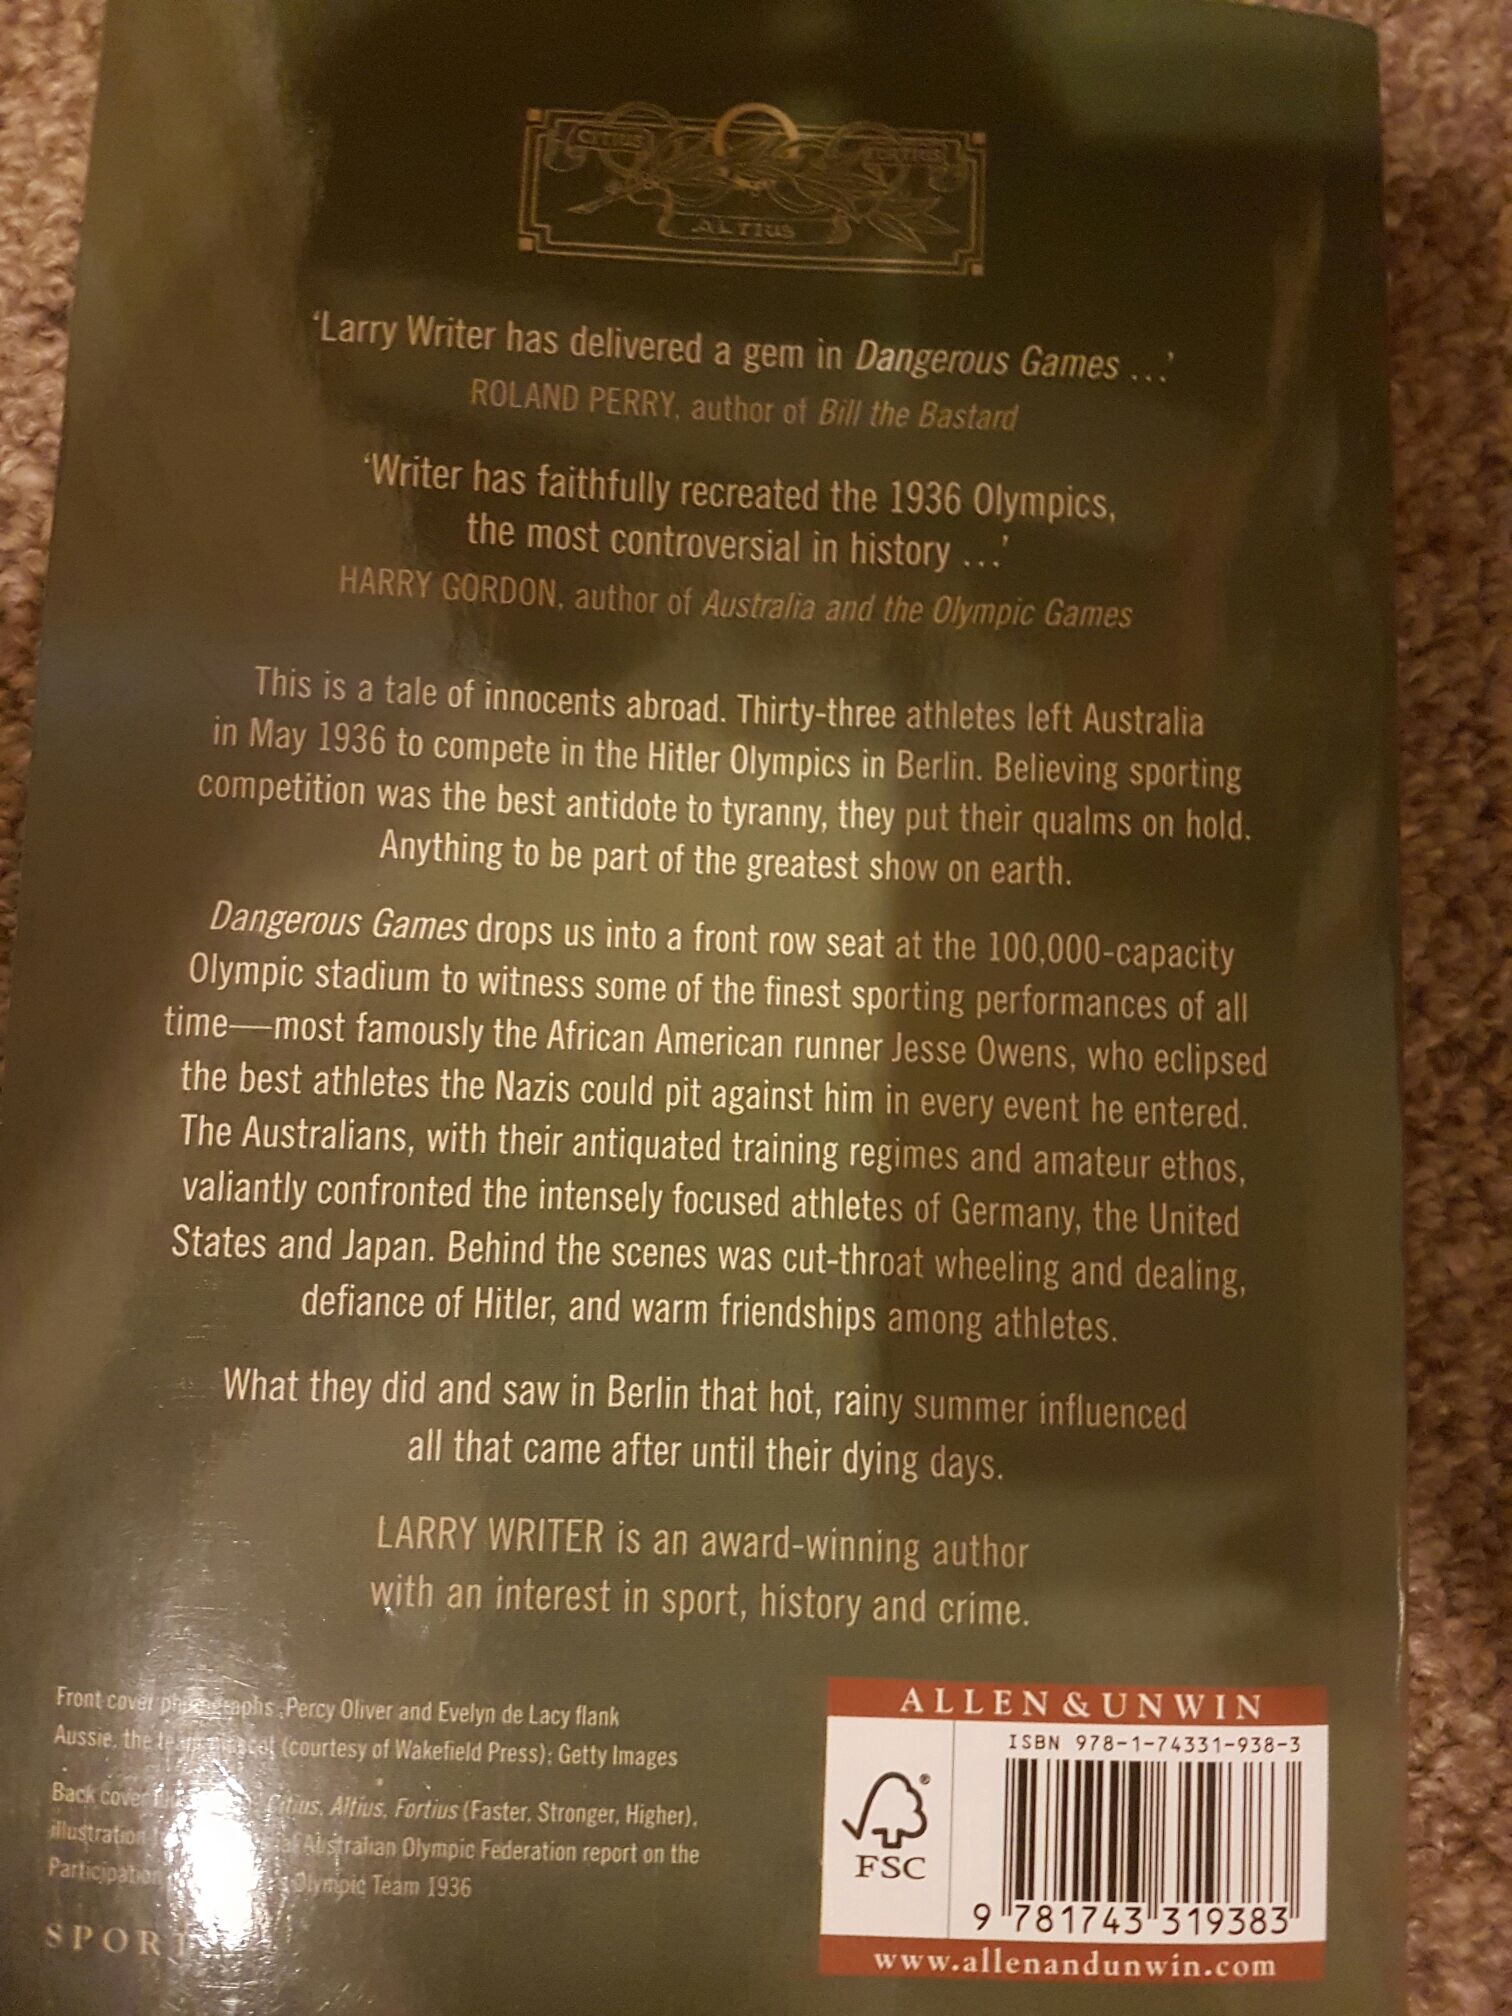 CITIUS
FORTIUS
ALTIUS
‘Larry Writer has delivered a gem in Dangerous Games ...’
ROLAND PERRY, author of Bill the Bastard
‘Writer has faithfully recreated the 1936 Olympics,
the most controversial in history ...’
HARRY GORDON, author of Australia and the Olympic Games
This is a tale of innocents abroad. Thirty-three athletes left Australia
in May 1936 to compete in the Hitler Olympics in Berlin. Believing sporting
competition was the best antidote to tyranny, they put their qualms on hold.
Anything to be part of the greatest show on earth.
Dangerous Games drops us into a front row seat at the 100,000-capacity
Olympic stadium to witness some of the finest sporting performances of all
time—most famously the African American runner Jesse Owens, who eclipsed
the best athletes the Nazis could pit against him in every event he entered.
The Australians, with their antiquated training regimes and amateur ethos,
valiantly confronted the intensely focused athletes of Germany, the United
States and Japan. Behind the scenes was cut-throat wheeling and dealing,
defiance of Hitler, and warm friendships among athletes.
What they did and saw in Berlin that hot, rainy summer influenced
all that came after until their dying days.
LARRY WRITER is an award-winning author
with an interest in sport, history and crime.
Front cover photographs: Percy Oliver and Evelyn de Lacy flank
Aussie, the team mascot (courtesy of Wakefield Press); Getty Images
Back cover Citius, Altius, Fortius (Faster, Stronger, Higher),
illustration Australian Olympic Federation report on the
Participation Olympic Team 1936
SPORT
ALLEN & UNWIN
ISBN 978-1-74331-938-3
FSC
9 781743 319383
www.allenandunwin.com